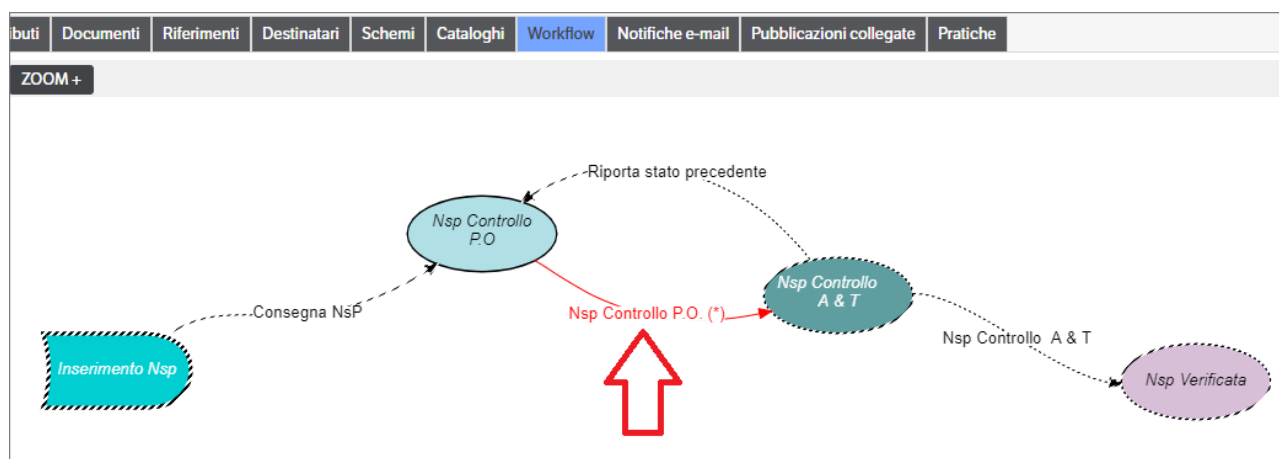 ibuti Documenti Riferimenti Destinatari Schemi Cataloghi Workflow Notifiche e-mail Pubblicazioni collegate Pratiche
ZOOM +
Riporta stato precedente
Nsp Controllo
P.O
Nsp Controllo
A & T
Consegna NsP
Nsp Controllo P.O. (*)
Nsp Controllo A & T
Inserimento Nsp
Nsp Verificata